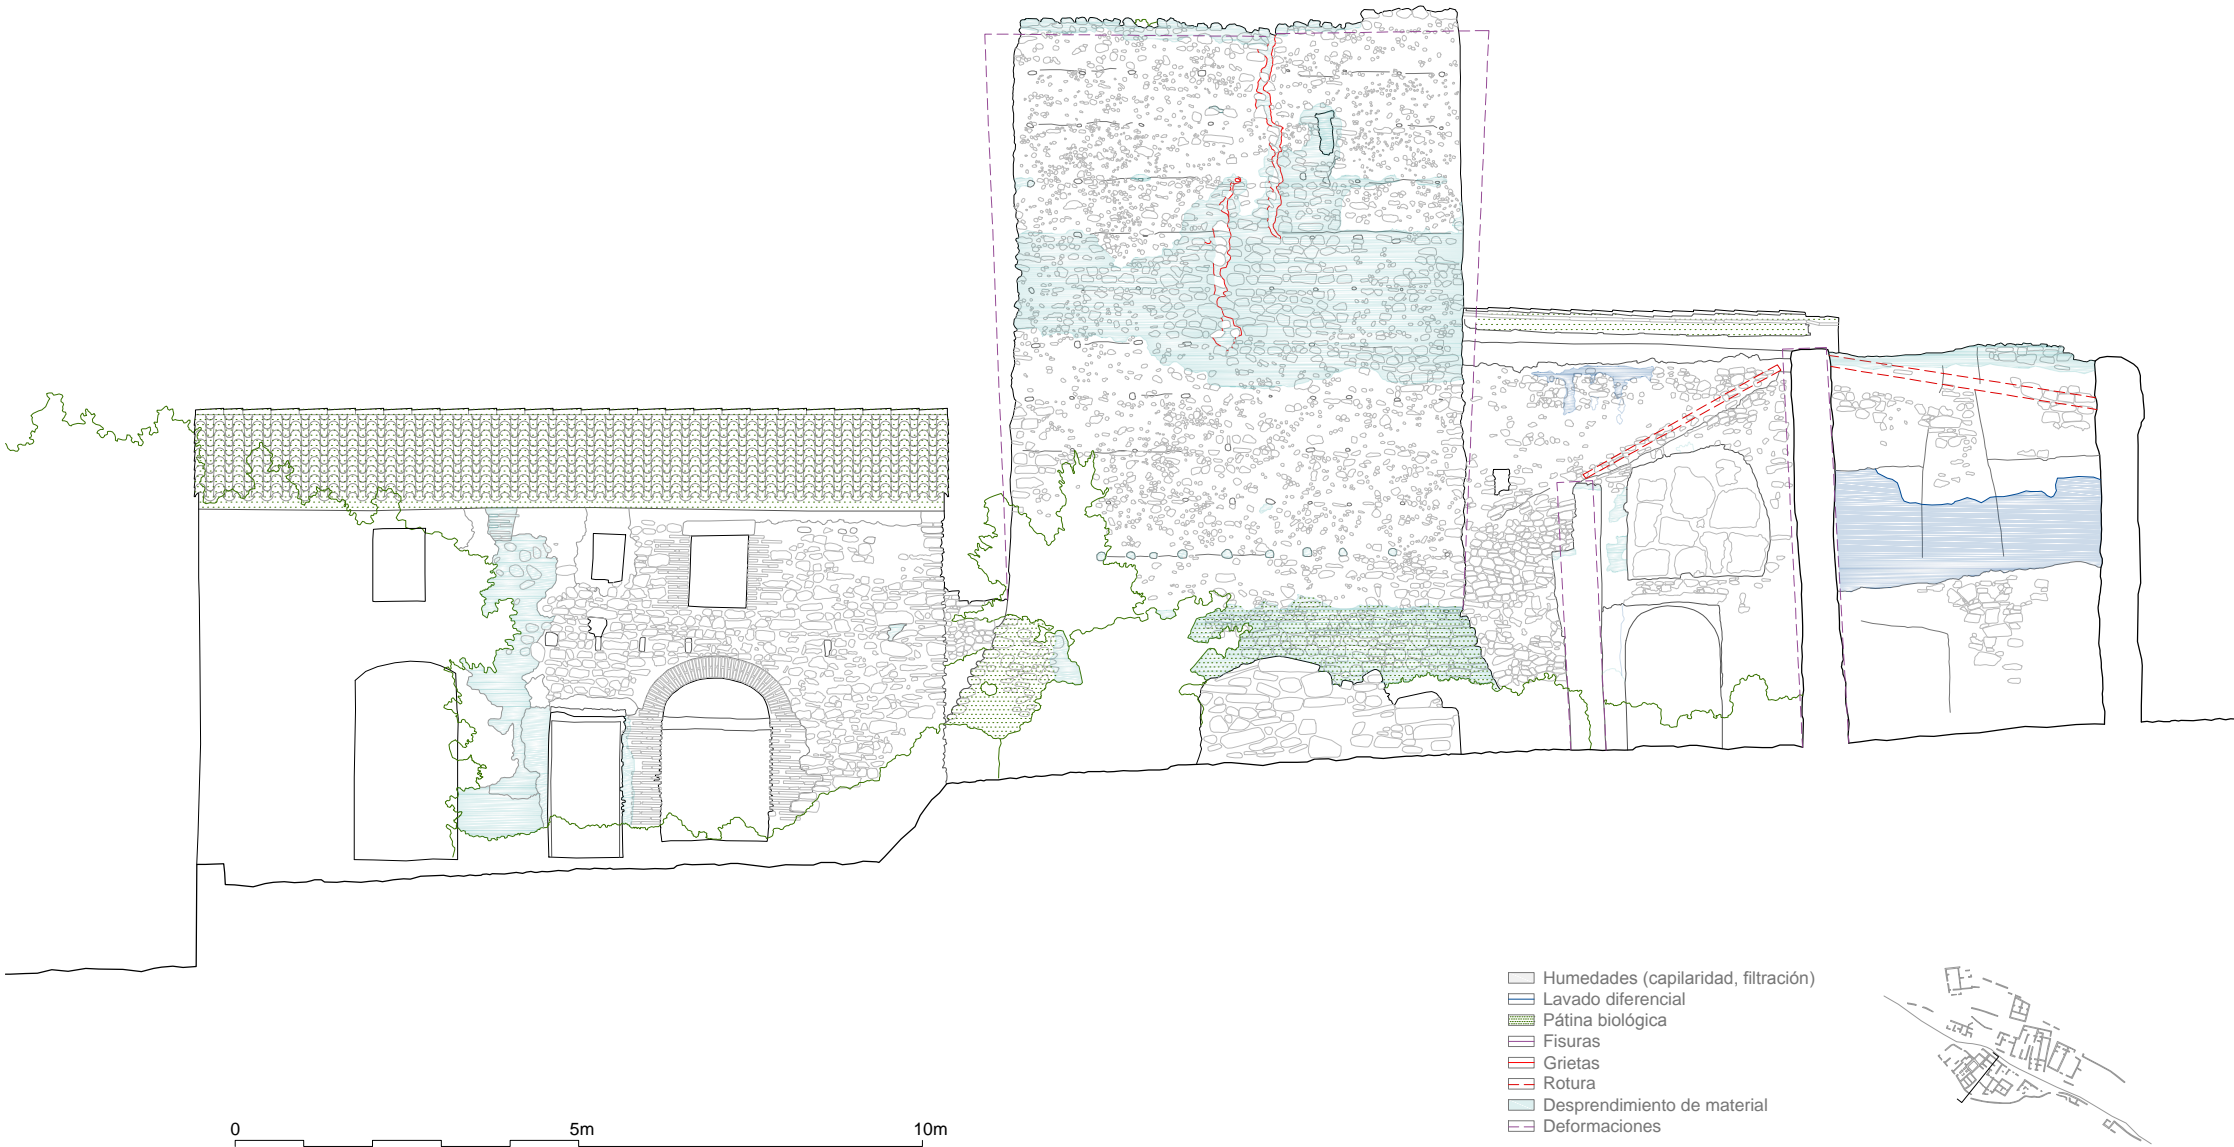 Humedades (capilaridad, filtración)
Lavado diferencial
Pátina biológica
Fisuras
Grietas
Rotura
Desprendimiento de material
Deformaciones
0 5m 10m